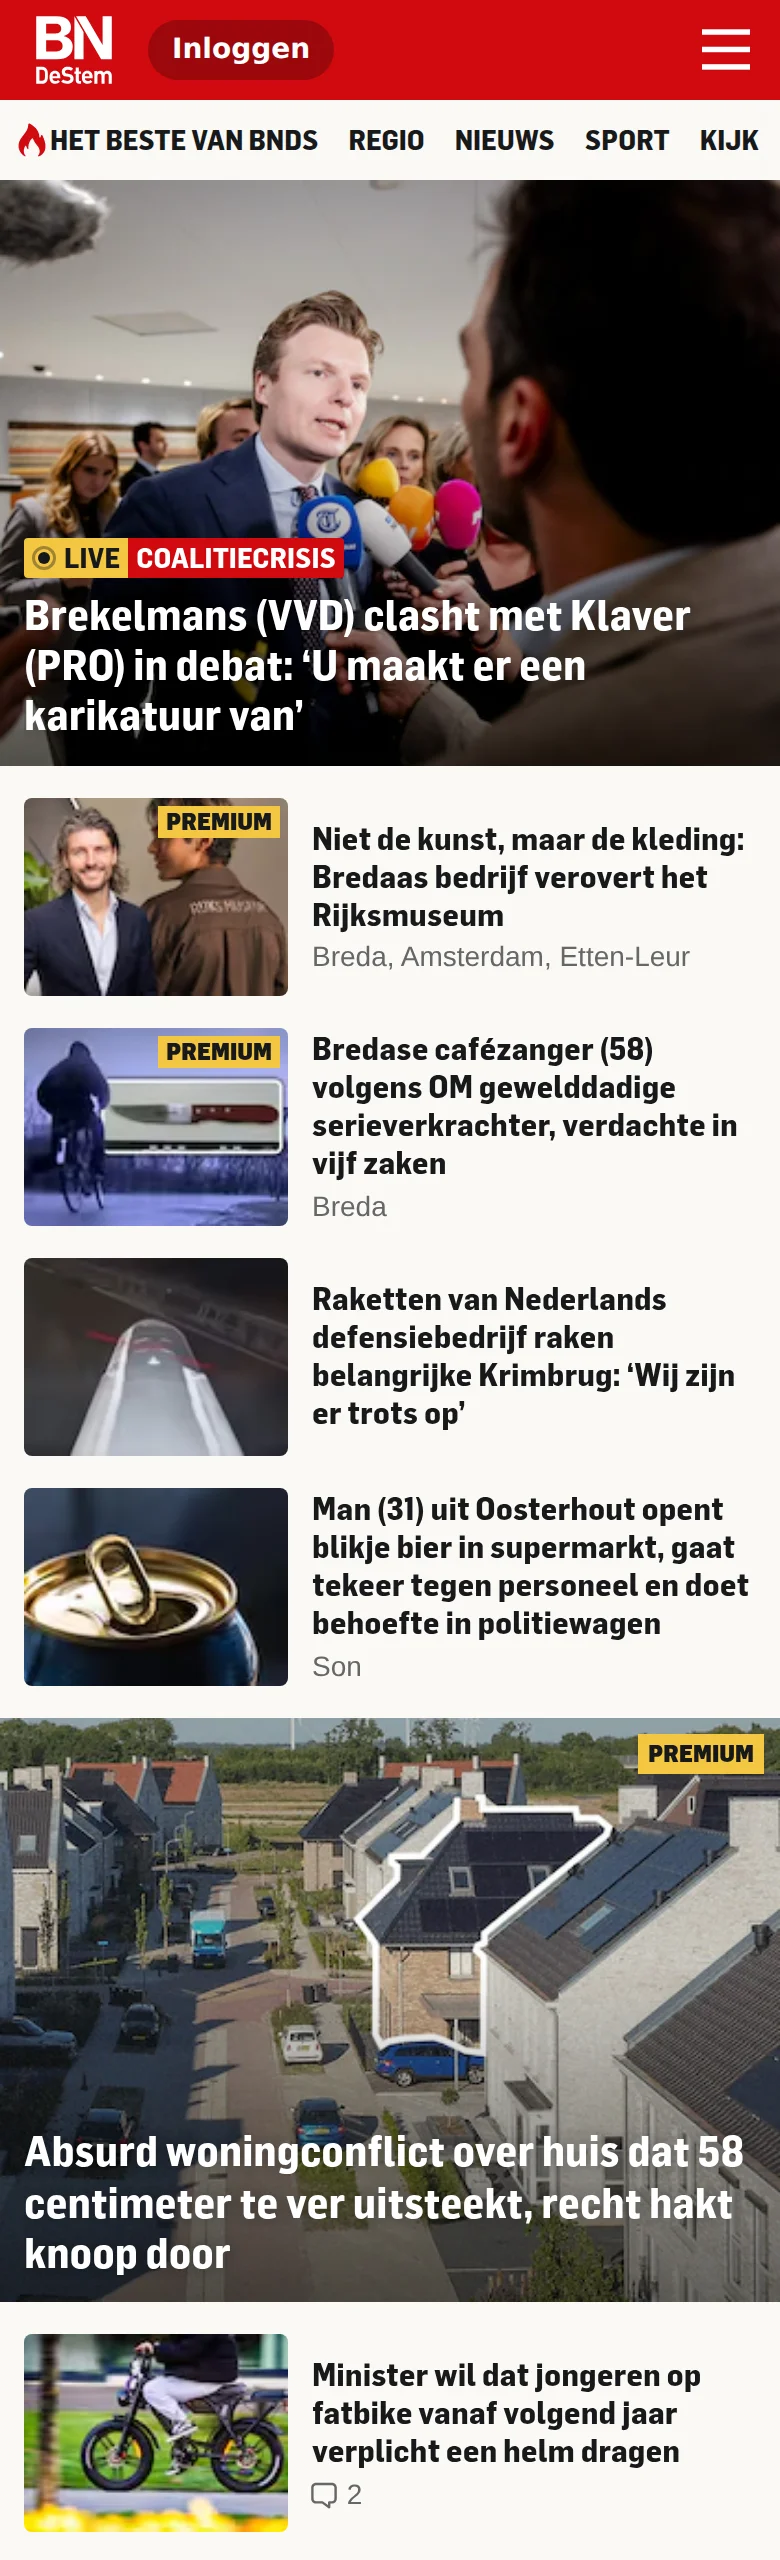 BN
DeStem
Inloggen
HET BESTE VAN BNDS REGIO NIEUWS SPORT KIJK
LIVE COALITIECRISIS
Brekelmans (VVD) clasht met Klaver
(PRO) in debat: ‘U maakt er een
karikatuur van’
PREMIUM
RIJKSMUSEUM
Niet de kunst, maar de kleding:
Bredaas bedrijf verovert het
Rijksmuseum
Breda, Amsterdam, Etten-Leur
PREMIUM
Bredase cafézanger (58)
volgens OM gewelddadige
serieverkrachter, verdachte in
vijf zaken
Breda
Raketten van Nederlands
defensiebedrijf raken
belangrijke Krimbrug: ‘Wij zijn
er trots op’
Man (31) uit Oosterhout opent
blikje bier in supermarkt, gaat
tekeer tegen personeel en doet
behoefte in politiewagen
Son
PREMIUM
Absurd woningconflict over huis dat 58
centimeter te ver uitsteekt, recht hakt
knoop door
Minister wil dat jongeren op
fatbike vanaf volgend jaar
verplicht een helm dragen
2